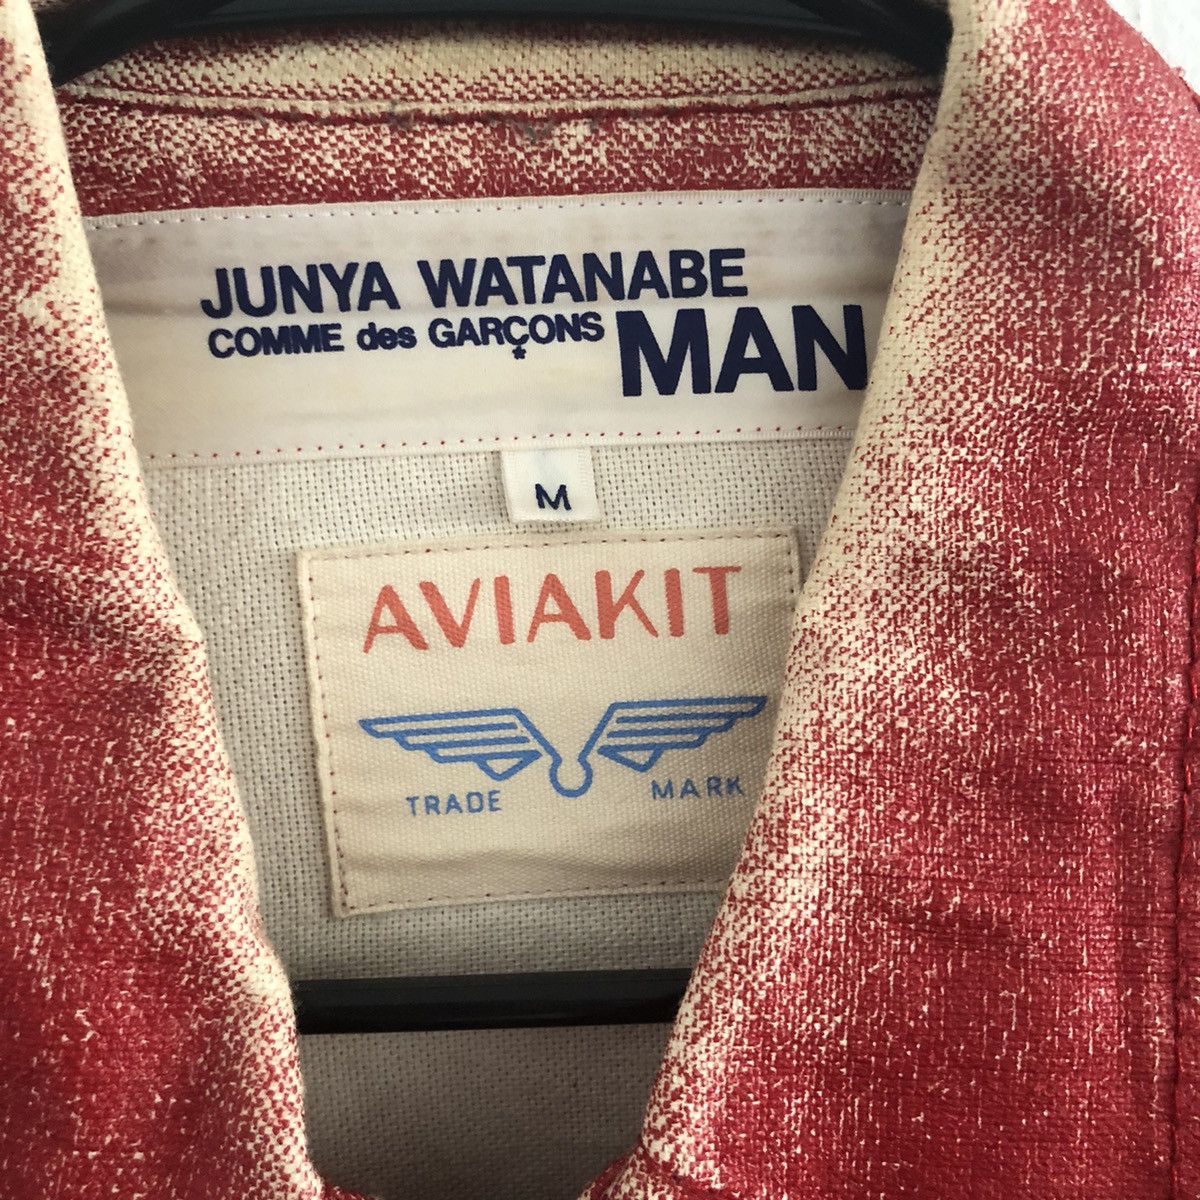 JUNYA WATANABE
COMME des GARÇONS MAN
*
M
AVIAKIT
TRADE MARK